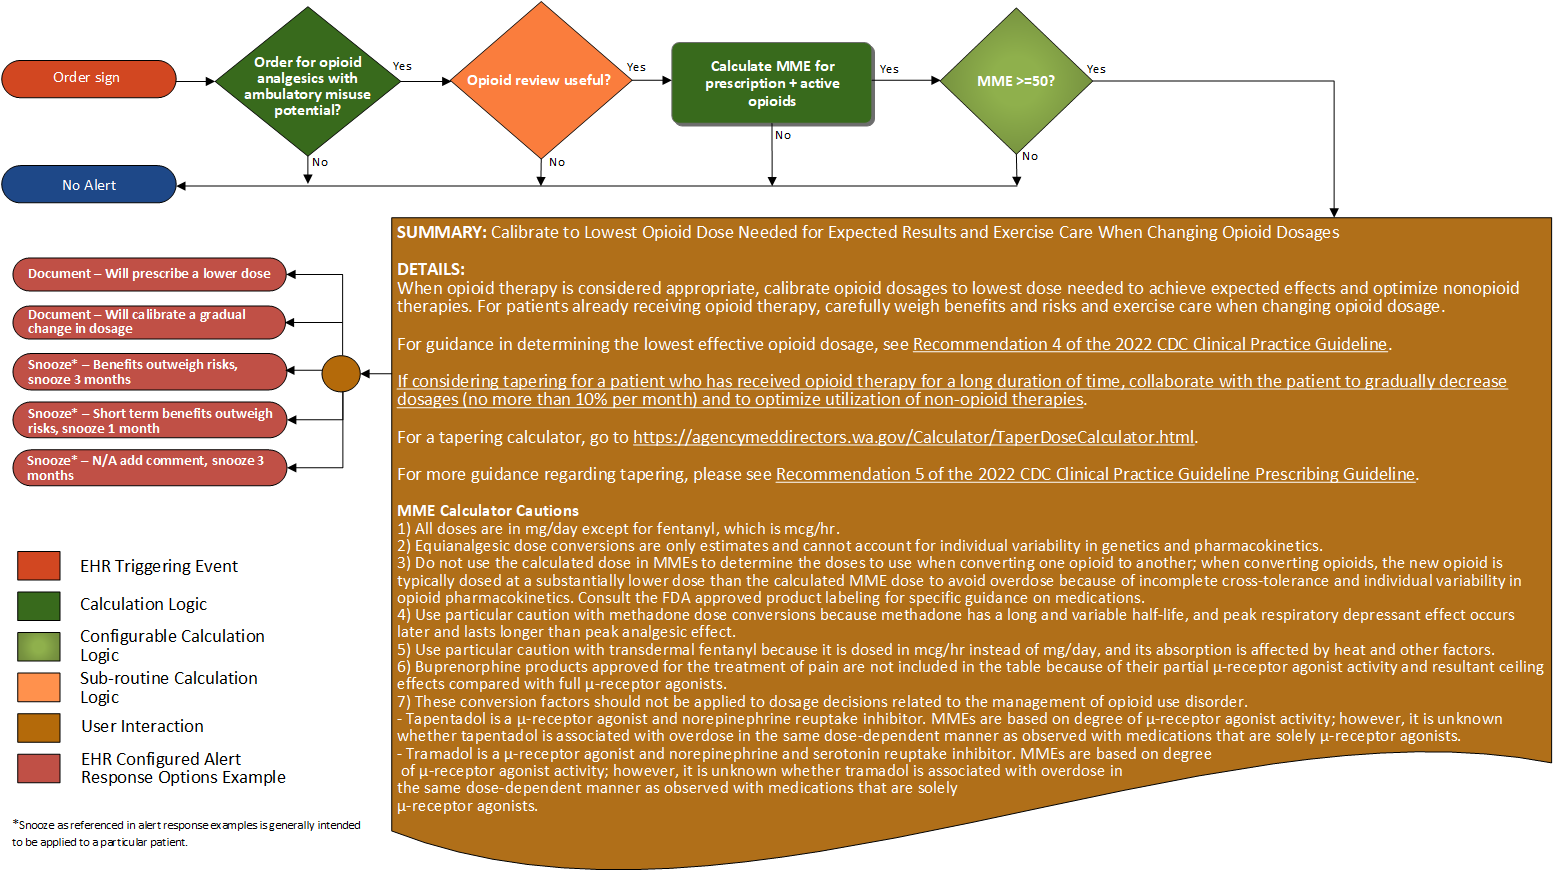 Order sign
Order for opioid
analgesics with
ambulatory misuse
potential?
Yes
No
Opioid review useful?
Yes
No
Calculate MME for
prescription + active
opioids
Yes
No
MME >=50?
Yes
No
No Alert
SUMMARY: Calibrate to Lowest Opioid Dose Needed for Expected Results and Exercise Care When Changing Opioid Dosages
DETAILS:
When opioid therapy is considered appropriate, calibrate opioid dosages to lowest dose needed to achieve expected effects and optimize nonopioid
therapies. For patients already receiving opioid therapy, carefully weigh benefits and risks and exercise care when changing opioid dosage.
For guidance in determining the lowest effective opioid dosage, see Recommendation 4 of the 2022 CDC Clinical Practice Guideline.
If considering tapering for a patient who has received opioid therapy for a long duration of time, collaborate with the patient to gradually decrease
dosages (no more than 10% per month) and to optimize utilization of non-opioid therapies.
For a tapering calculator, go to https://agencymeddirectors.wa.gov/Calculator/TaperDoseCalculator.html.
For more guidance regarding tapering, please see Recommendation 5 of the 2022 CDC Clinical Practice Guideline Prescribing Guideline.
MME Calculator Cautions
1) All doses are in mg/day except for fentanyl, which is mcg/hr.
2) Equianalgesic dose conversions are only estimates and cannot account for individual variability in genetics and pharmacokinetics.
3) Do not use the calculated dose in MMEs to determine the doses to use when converting one opioid to another; when converting opioids, the new opioid is
typically dosed at a substantially lower dose than the calculated MME dose to avoid overdose because of incomplete cross-tolerance and individual variability in
opioid pharmacokinetics. Consult the FDA approved product labeling for specific guidance on medications.
4) Use particular caution with methadone dose conversions because methadone has a long and variable half-life, and peak respiratory depressant effect occurs
later and lasts longer than peak analgesic effect.
5) Use particular caution with transdermal fentanyl because it is dosed in mcg/hr instead of mg/day, and its absorption is affected by heat and other factors.
6) Buprenorphine products approved for the treatment of pain are not included in the table because of their partial μ-receptor agonist activity and resultant ceiling
effects compared with full μ-receptor agonists.
7) These conversion factors should not be applied to dosage decisions related to the management of opioid use disorder.
- Tapentadol is a μ-receptor agonist and norepinephrine reuptake inhibitor. MMEs are based on degree of μ-receptor agonist activity; however, it is unknown
whether tapentadol is associated with overdose in the same dose-dependent manner as observed with medications that are solely μ-receptor agonists.
- Tramadol is a μ-receptor agonist and norepinephrine and serotonin reuptake inhibitor. MMEs are based on degree
of μ-receptor agonist activity; however, it is unknown whether tramadol is associated with overdose in
the same dose-dependent manner as observed with medications that are solely
μ-receptor agonists.
Document – Will prescribe a lower dose
Document – Will calibrate a gradual
change in dosage
Snooze* – Benefits outweigh risks,
snooze 3 months
Snooze* – Short term benefits outweigh
risks, snooze 1 month
Snooze* – N/A add comment, snooze 3
months
EHR Triggering Event
Calculation Logic
Configurable Calculation
Logic
Sub-routine Calculation
Logic
User Interaction
EHR Configured Alert
Response Options Example
*Snooze as referenced in alert response examples is generally intended
to be applied to a particular patient.